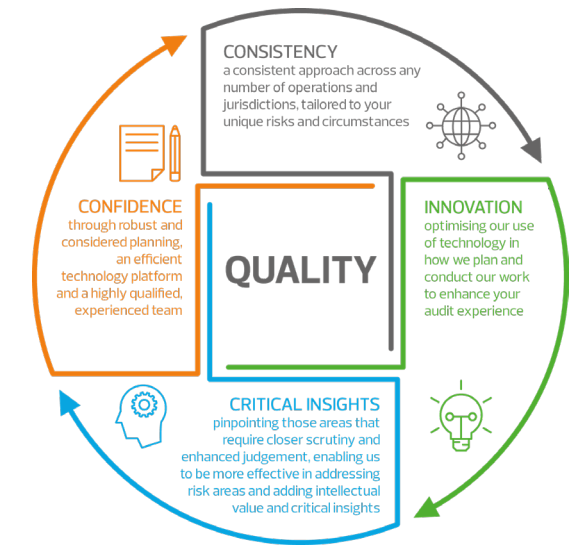 CONSISTENCY
a consistent approach across any
number of operations and
jurisdictions, tailored to your
unique risks and circumstances
CONFIDENCE
through robust and
considered planning,
an efficient
technology platform
and a highly qualified,
experienced team
QUALITY
INNOVATION
optimising our use
of technology in
how we plan and
conduct our work
to enhance your
audit experience
CRITICAL INSIGHTS
pinpointing those areas that
require closer scrutiny and
enhanced judgement, enabling us
to be more effective in addressing
risk areas and adding intellectual
value and critical insights